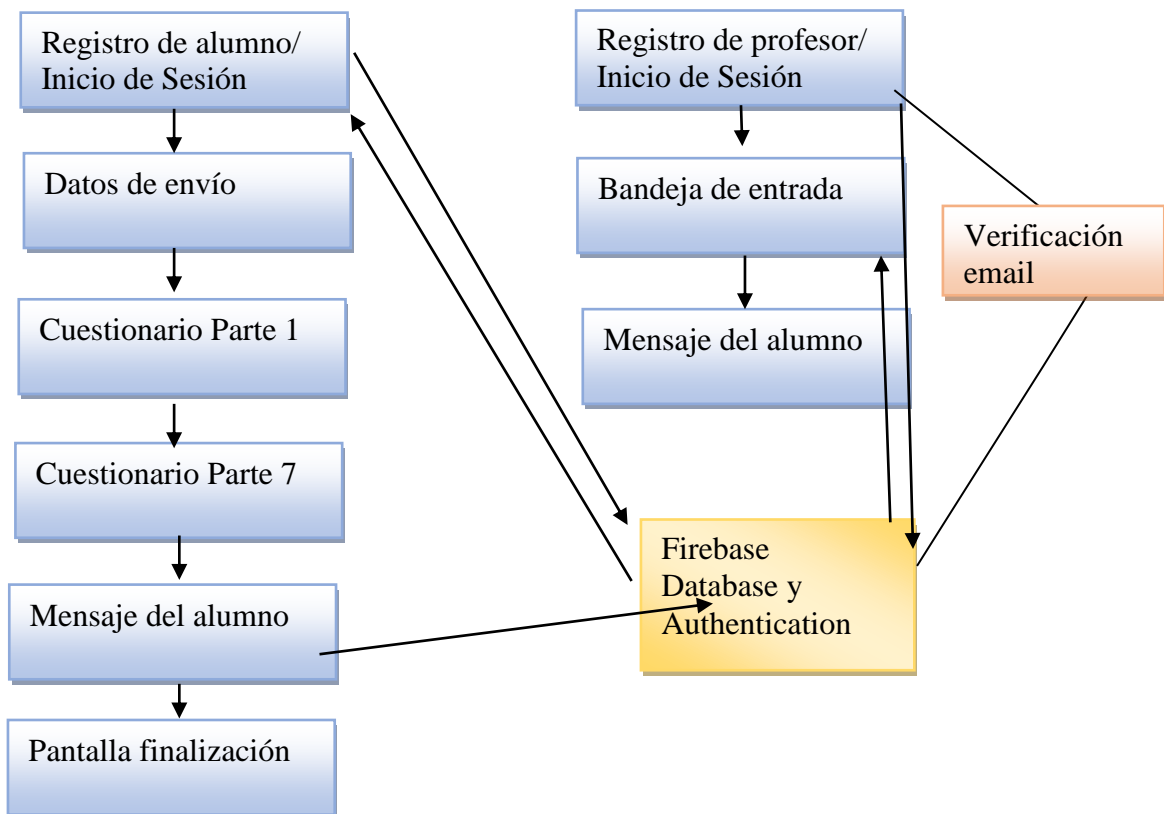 Registro de alumno/
Inicio de Sesión
Datos de envío
Cuestionario Parte 1
Cuestionario Parte 7
Mensaje del alumno
Pantalla finalización
Registro de profesor/
Inicio de Sesión
Bandeja de entrada
Mensaje del alumno
Verificación
email
Firebase
Database y
Authentication